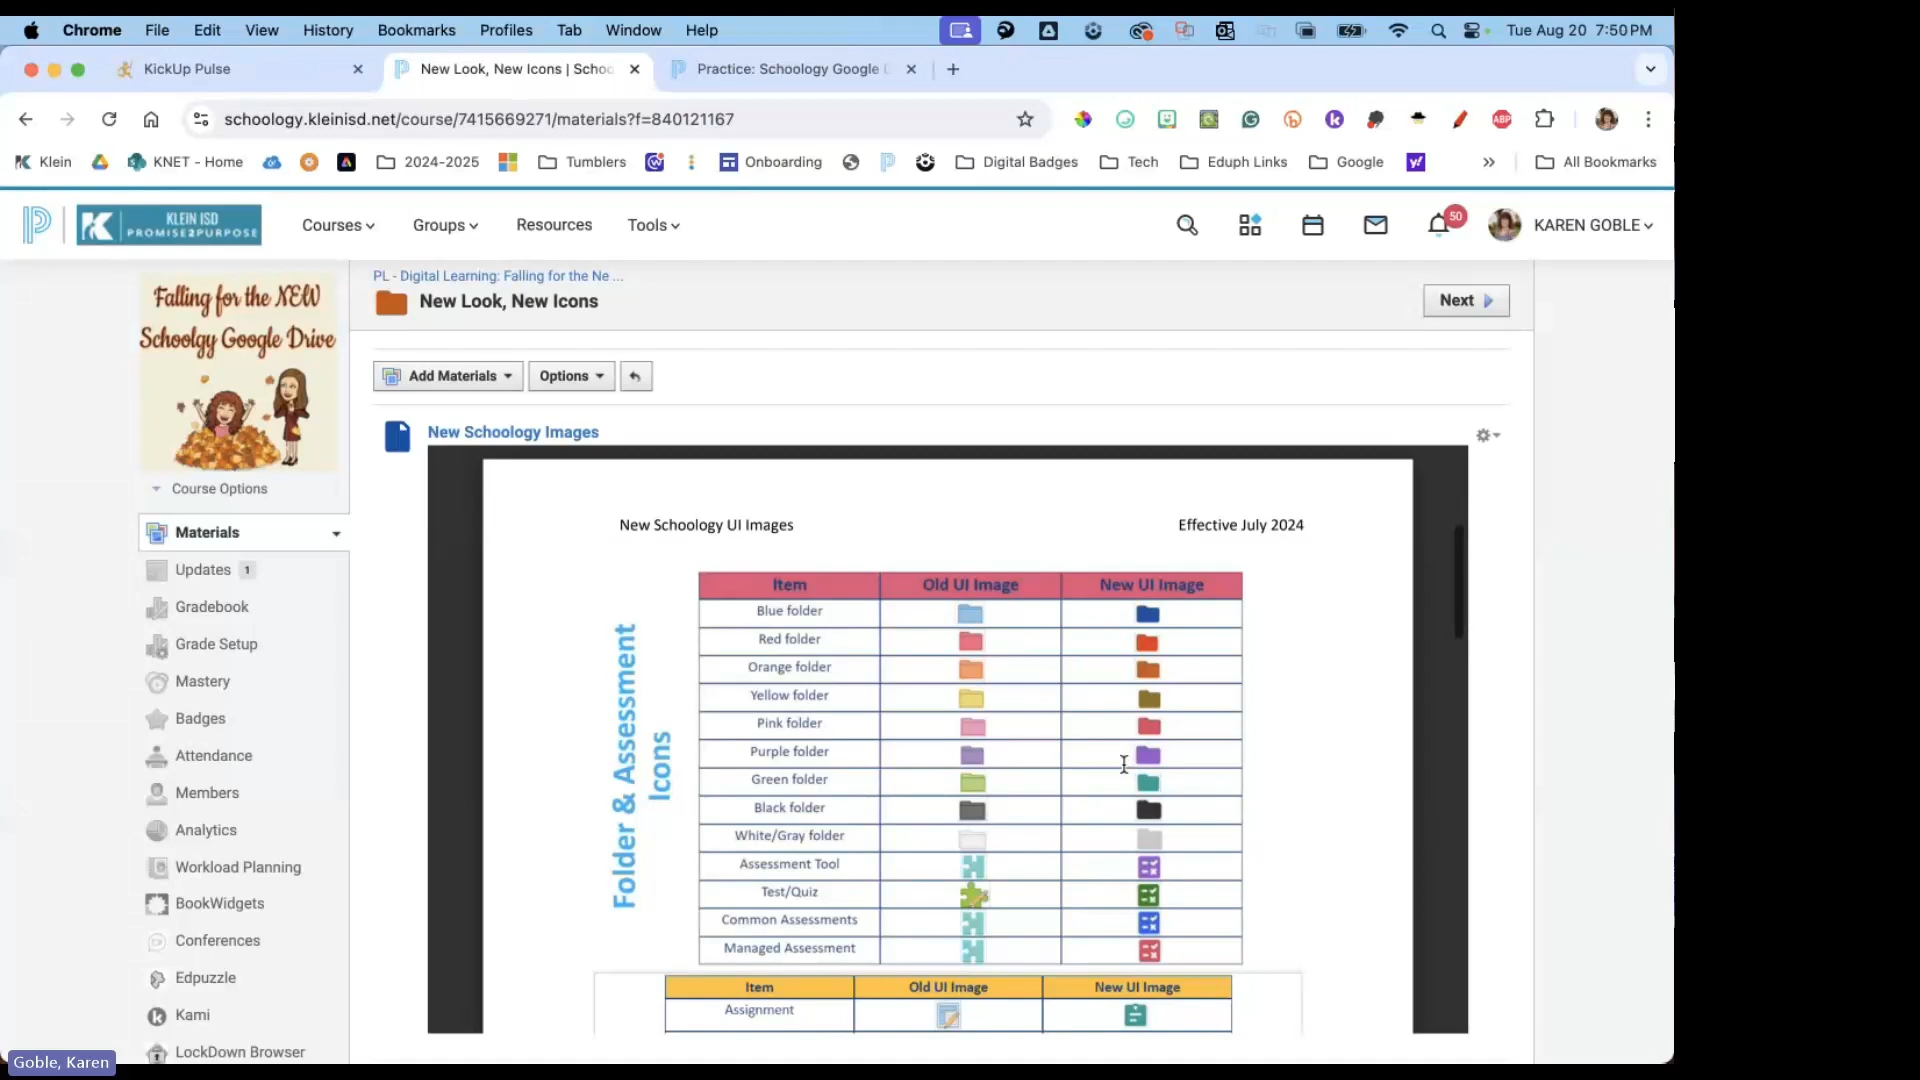 Chrome File Edit View History Bookmarks Profiles Tab Window Help Tue Aug 20 7:50 PM
KickUp Pulse New Look, New Icons | Schoo Practice: Schoology Google
schoology.kleinisd.net/course/7415669271/materials?f=840121167
Klein KNET - Home 2024-2025 Tumblers Onboarding Digital Badges Tech Eduph Links Google All Bookmarks
KLEIN ISD
PROMISE2PURPOSE
Courses Groups Resources Tools 50 KAREN GOBLE
PL - Digital Learning: Falling for the Ne ...
New Look, New Icons
Next
Falling for the NEW
Schoolgy Google Drive
Course Options
Materials
Updates 1
Gradebook
Grade Setup
Mastery
Badges
Attendance
Members
Analytics
Workload Planning
BookWidgets
Conferences
Edpuzzle
Kami
LockDown Browser
Add Materials Options
New Schoology Images
New Schoology UI Images Effective July 2024
Folder & Assessment
Icons
Item Old UI Image New UI Image
Blue folder
Red folder
Orange folder
Yellow folder
Pink folder
Purple folder
Green folder
Black folder
White/Gray folder
Assessment Tool
Test/Quiz
Common Assessments
Managed Assessment
Item Old UI Image New UI Image
Assignment
Goble, Karen